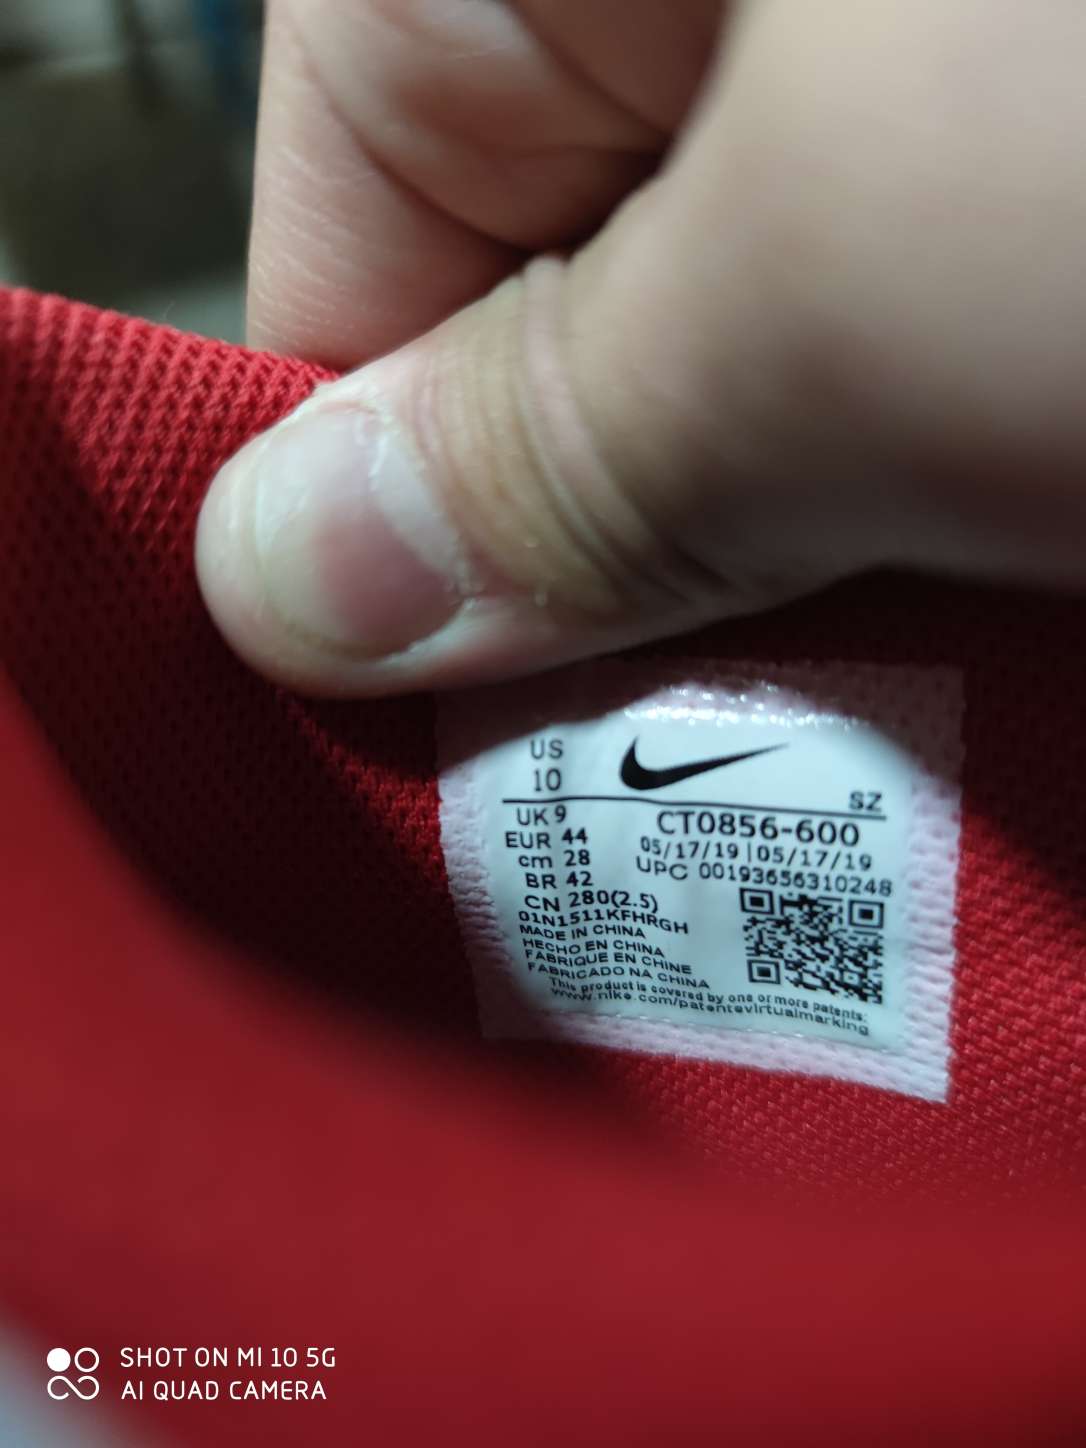 US
10
SZ
UK 9
CT0856-600
EUR 44
05/17/19 | 05/17/19
cm 28
UPC 00193656310248
BR 42
CN 280(2.5)
01N1511KFHRGH
MADE IN CHINA
HECHO EN CHINA
FABRIQUE EN CHINE
FABRICADO NA CHINA
This product is covered by one or more patents:
www.nike.com/patentsvirtualmarking
SHOT ON MI 10 5G
AI QUAD CAMERA